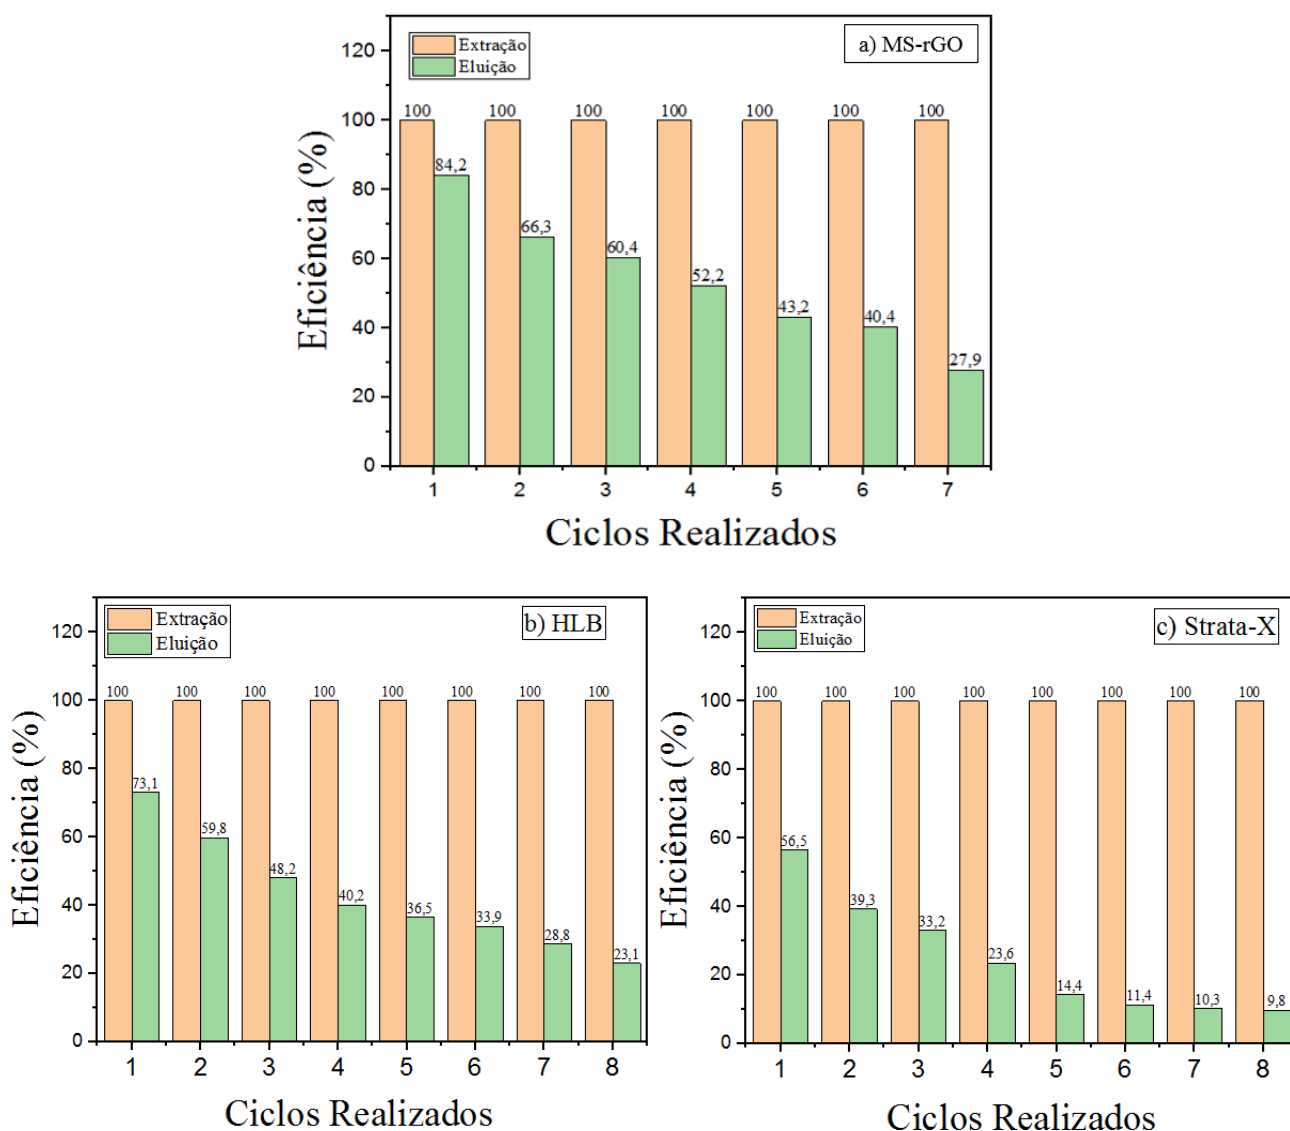 a) MS-rGO
Extração
Eluição
Eficiência (%)
120
100
80
60
40
20
0
100 100 100 100 100 100 100
84,2 66,3 60,4 52,2 43,2 40,4 27,9
1 2 3 4 5 6 7
Ciclos Realizados
b) HLB
Extração
Eluição
Eficiência (%)
120
100
80
60
40
20
0
100 100 100 100 100 100 100 100
73,1 59,8 48,2 40,2 36,5 33,9 28,8 23,1
1 2 3 4 5 6 7 8
Ciclos Realizados
c) Strata-X
Extração
Eluição
Eficiência (%)
120
100
80
60
40
20
0
100 100 100 100 100 100 100 100
56,5 39,3 33,2 23,6 14,4 11,4 10,3 9,8
1 2 3 4 5 6 7 8
Ciclos Realizados